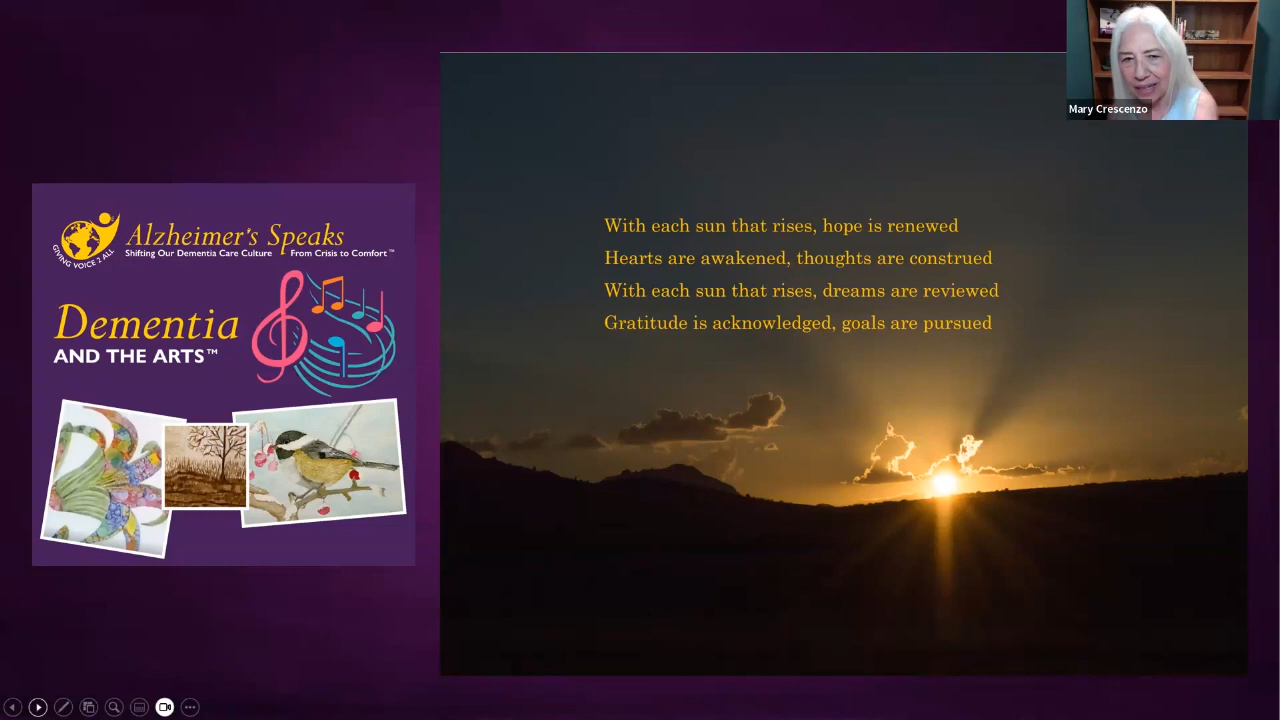 Mary Crescenzo
GIVING VOICE 2 ALL
Alzheimer's Speaks
Shifting Our Dementia Care Culture From Crisis to Comfort™
Dementia
AND THE ARTS™
With each sun that rises, hope is renewed
Hearts are awakened, thoughts are construed
With each sun that rises, dreams are reviewed
Gratitude is acknowledged, goals are pursued